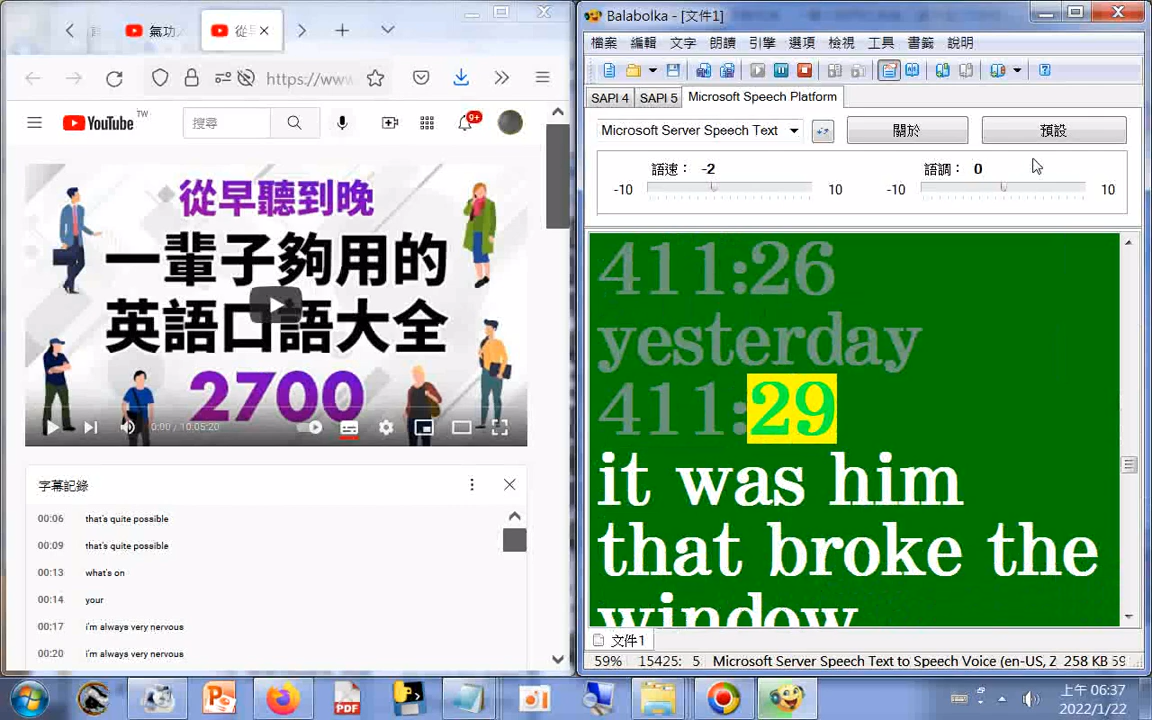 氣功
從
https://www
YouTube TW
搜尋
9+
從早聽到晚
一輩子夠用的
英語口語大全
2700
0:00 / 10:05:20
字幕記錄
00:06 that's quite possible
00:09 that's quite possible
00:13 what's on
00:14 your
00:17 i'm always very nervous
00:20 i'm always very nervous
Balabolka - [文件1]
檔案 編輯 文字 朗讀 引擎 選項 檢視 工具 書籤 說明
SAPI 4 SAPI 5 Microsoft Speech Platform
Microsoft Server Speech Text
關於
預設
語速： -2
語調： 0
-10 10 -10 10
411:26
yesterday
411:29
it was him
that broke the
window
文件1
59% 15425: 5 Microsoft Server Speech Text to Speech Voice (en-US, Z 258 KB 59
PDF
上午 06:37
2022/1/22